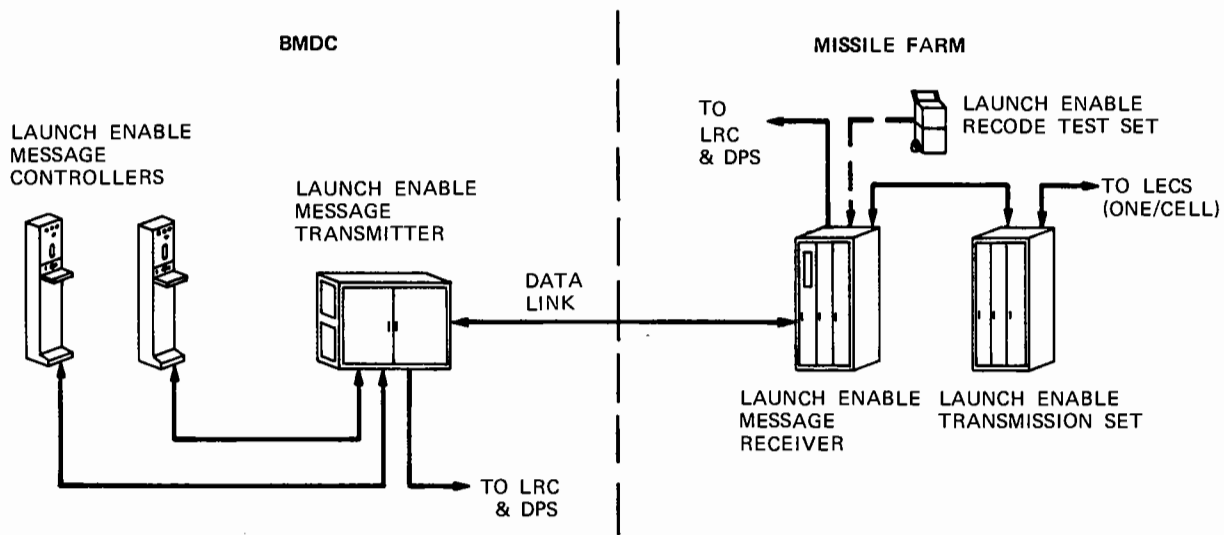 BMDC
LAUNCH ENABLE
MESSAGE
CONTROLLERS
LAUNCH ENABLE
MESSAGE
TRANSMITTER
TO LRC
& DPS
DATA
LINK
MISSILE FARM
TO
LRC
& DPS
LAUNCH ENABLE
RECODE TEST SET
TO LECS
(ONE/CELL)
LAUNCH ENABLE
MESSAGE
RECEIVER
LAUNCH ENABLE
TRANSMISSION SET